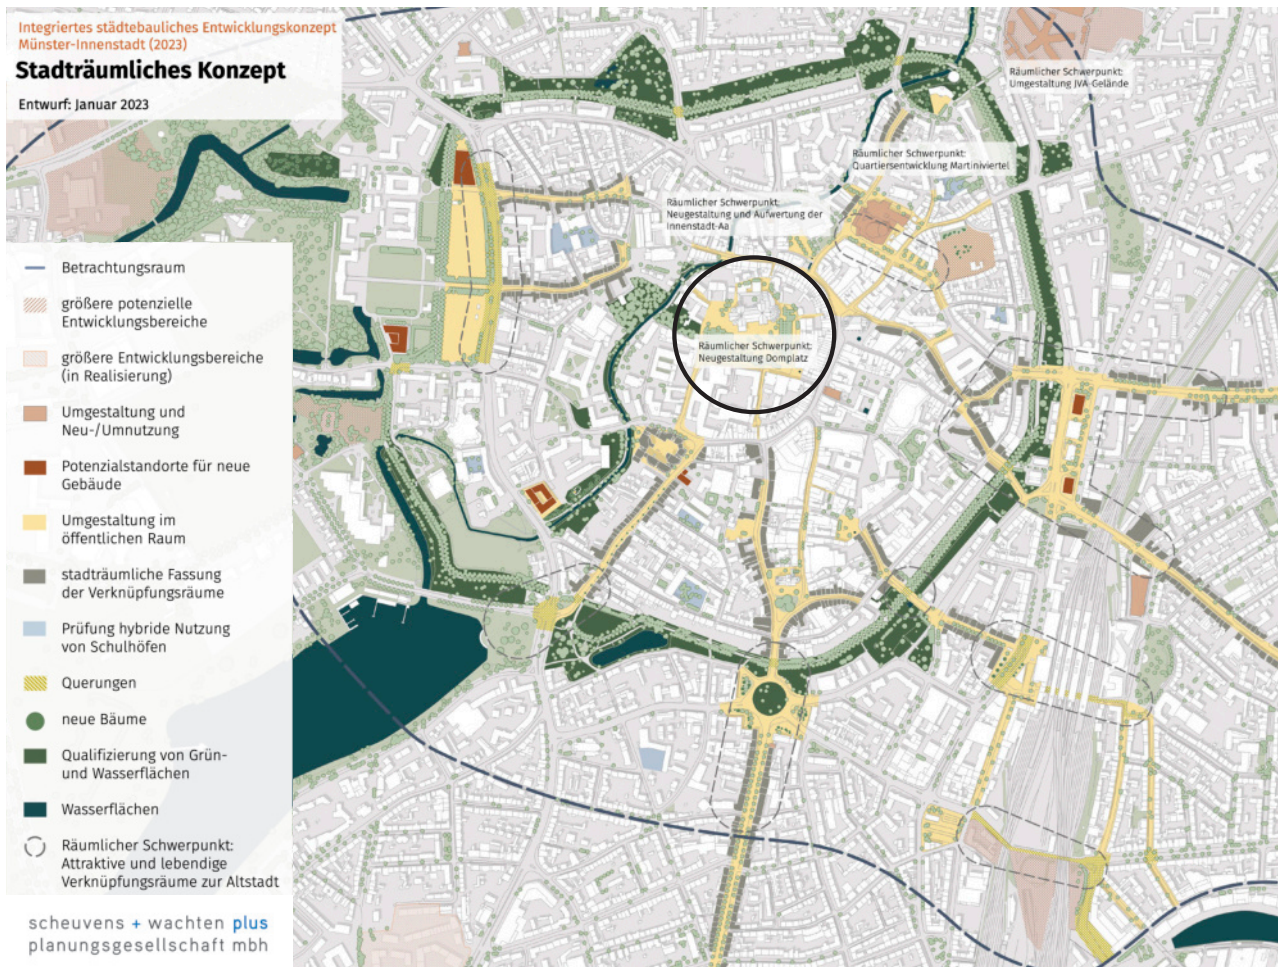 Integriertes städtebauliches Entwicklungskonzept
Münster-Innenstadt (2023)
Stadträumliches Konzept
Entwurf: Januar 2023
Räumlicher Schwerpunkt:
Umgestaltung JVA-Gelände
Räumlicher Schwerpunkt:
Quartiersentwicklung Martiniviertel
Räumlicher Schwerpunkt:
Neugestaltung und Aufwertung der
Innenstadt-Aa
Räumlicher Schwerpunkt:
Neugestaltung Domplatz
Betrachtungsraum
größere potenzielle
Entwicklungsbereiche
größere Entwicklungsbereiche
(in Realisierung)
Umgestaltung und
Neu-/Umnutzung
Potenzialstandorte für neue
Gebäude
Umgestaltung im
öffentlichen Raum
stadträumliche Fassung
der Verknüpfungsräume
Prüfung hybride Nutzung
von Schulhöfen
Querungen
neue Bäume
Qualifizierung von Grün-
und Wasserflächen
Wasserflächen
Räumlicher Schwerpunkt:
Attraktive und lebendige
Verknüpfungsräume zur Altstadt
scheuvens + wachten plus
planungsgesellschaft mbh